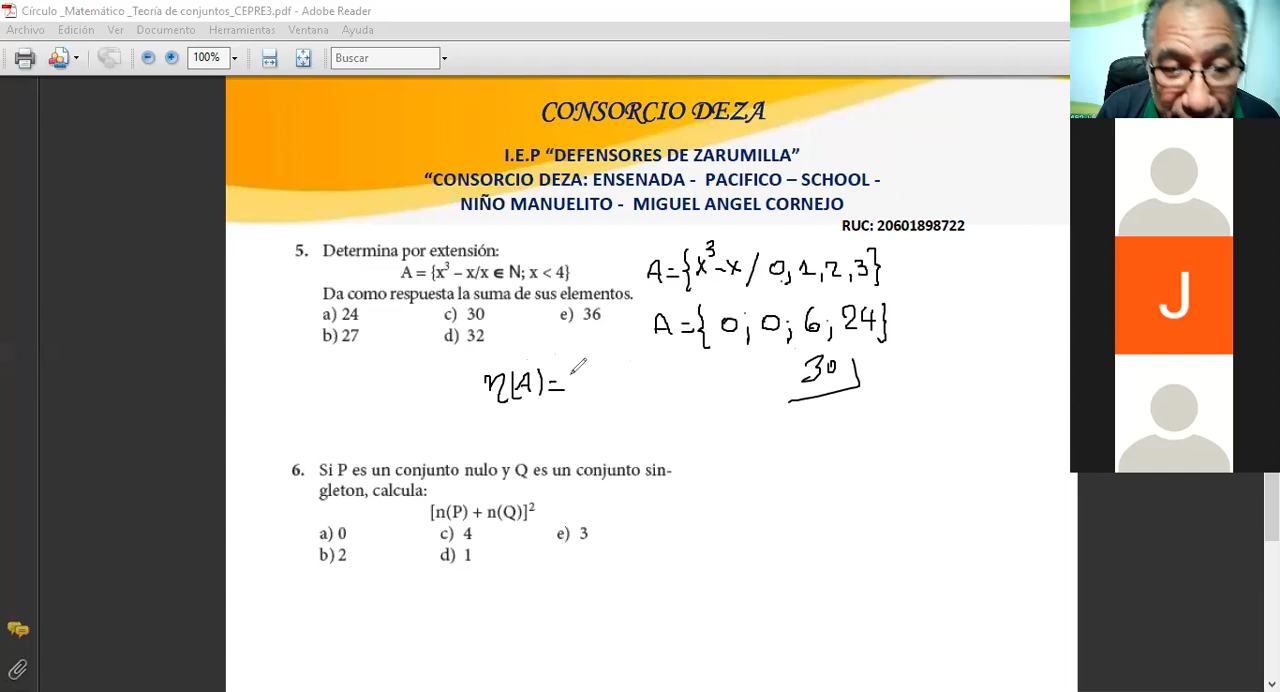 Círculo _Matemático _Teoría de conjuntos_CEPRE3.pdf - Adobe Reader
Archivo Edición Ver Documento Herramientas Ventana Ayuda
100% Buscar
CONSORCIO DEZA
I.E.P “DEFENSORES DE ZARUMILLA”
“CONSORCIO DEZA: ENSENADA - PACIFICO – SCHOOL -
NIÑO MANUELITO - MIGUEL ANGEL CORNEJO
RUC: 20601898722
5. Determina por extensión:
A = {x³ – x/x ∈ N; x < 4}
Da como respuesta la suma de sus elementos.
a) 24 c) 30 e) 36
b) 27 d) 32
A={x³-x/ 0,1,2,3}
A={0; 0; 6; 24}
30
η(A)=
6. Si P es un conjunto nulo y Q es un conjunto sin-
gleton, calcula:
[n(P) + n(Q)]²
a) 0 c) 4 e) 3
b) 2 d) 1
J